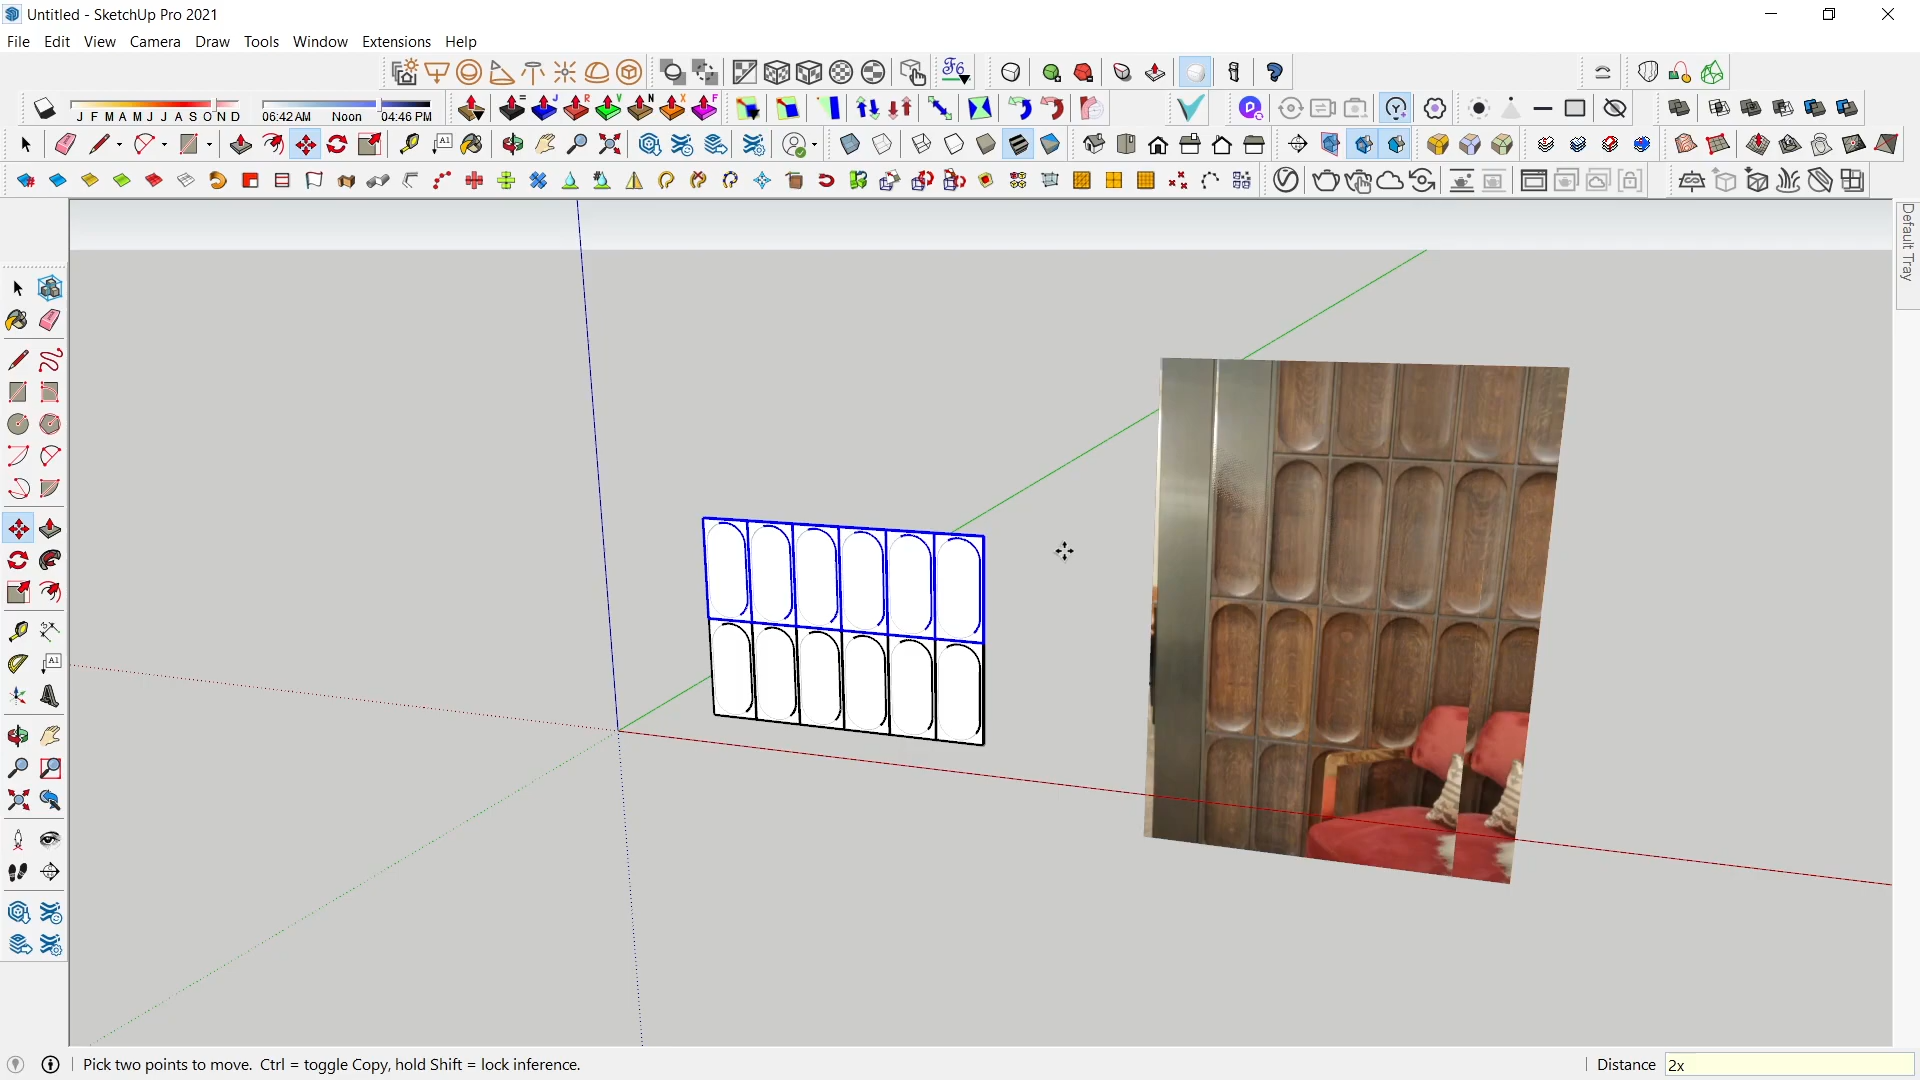 Untitled - SketchUp Pro 2021
File Edit View Camera Draw Tools Window Extensions Help
J F M A M J J A S O N D
06:42 AM Noon 04:46 PM
Default Tray
Pick two points to move. Ctrl = toggle Copy, hold Shift = lock inference.
Distance 2x